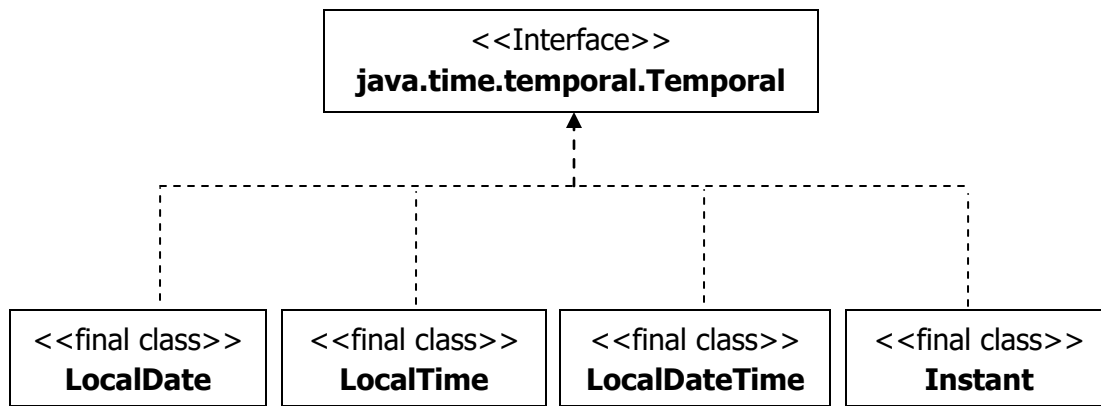 <<Interface>>
java.time.temporal.Temporal
<<final class>>
LocalDate
<<final class>>
LocalTime
<<final class>>
LocalDateTime
<<final class>>
Instant